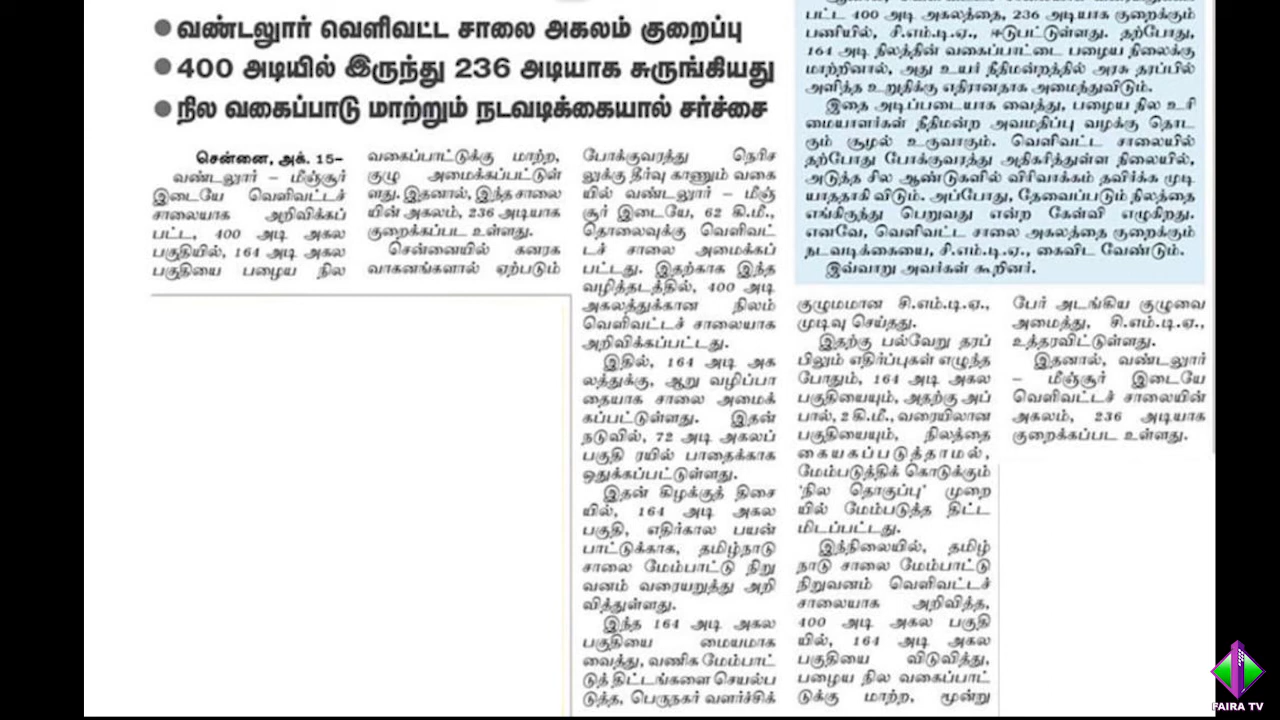 ● வண்டலூர் வெளிவட்ட சாலை அகலம் குறைப்பு
● 400 அடியில் இருந்து 236 அடியாக சுருங்கியது
● நில வகைப்பாடு மாற்றும் நடவடிக்கையால் சர்ச்சை
சென்னை, அக். 15–
வண்டலுார் – மீஞ்சூர்
இடையே வெளிவட்டச்
சாலையாக அறிவிக்கப்
பட்ட, 400 அடி அகல
பகுதியில், 164 அடி அகல
பகுதியை பழைய நில
வகைப்பாட்டுக்கு மாற்ற,
குழு அமைக்கப்பட்டுள்
ளது. இதனால், இந்த சாலை
யின் அகலம், 236 அடியாக
குறைக்கப்பட உள்ளது.
சென்னையில் கனரக
வாகனங்களால் ஏற்படும்
போக்குவரத்து நெரிச
லுக்கு தீர்வு காணும் வகை
யில் வண்டலுார் – மீஞ்
சூர் இடையே, 62 கி.மீ.,
தொலைவுக்கு வெளிவட்
டச் சாலை அமைக்கப்
பட்டது. இதற்காக இந்த
வழித்தடத்தில், 400 அடி
அகலத்துக்கான நிலம்
வெளிவட்டச் சாலையாக
அறிவிக்கப்பட்டது.
இதில், 164 அடி அக
லத்துக்கு, ஆறு வழிப்பா
தையாக சாலை அமைக்
கப்பட்டுள்ளது. இதன்
நடுவில், 72 அடி அகலப்
பகுதி ரயில் பாதைக்காக
ஒதுக்கப்பட்டுள்ளது.
இதன் கிழக்குத் திசை
யில், 164 அடி அகல
பகுதி, எதிர்கால பயன்
பாட்டுக்காக, தமிழ்நாடு
சாலை மேம்பாட்டு நிறு
வனம் வரையறுத்து அறி
வித்துள்ளது.
இந்த 164 அடி அகல
பகுதியை மையமாக
வைத்து, வணிக மேம்பாட்
டுத் திட்டங்களை செயல்ப
டுத்த, பெருநகர் வளர்ச்சிக்
பட்ட 400 அடி அகலத்தை, 236 அடியாக குறைக்கும்
பணியில், சி.எம்.டி.ஏ., ஈடுபட்டுள்ளது. தற்போது,
164 அடி நிலத்தின் வகைப்பாட்டை பழைய நிலைக்கு
மாற்றினால், அது உயர் நீதிமன்றத்தில் அரசு தரப்பில்
அளித்த உறுதிக்கு எதிரானதாக அமைத்துவிடும்.
இதை அடிப்படையாக வைத்து, பழைய நில உரி
மையாளர்கள் நீதிமன்ற அவமதிப்பு வழக்கு தொட
கும் சூழல் உருவாகும். வெளிவட்ட சாலையில்
தற்போது போக்குவரத்து அதிகரித்துள்ள நிலையில்,
அடுத்த சில ஆண்டுகளில் விரிவாக்கம் தவிர்க்க முடி
யாததாகி விடும். அப்போது, தேவைப்படும் நிலத்தை
எங்கிருந்து பெறுவது என்ற கேள்வி எழுகிறது.
எனவே, வெளிவட்ட சாலை அகலத்தை குறைக்கும்
நடவடிக்கையை, சி.எம்.டி.ஏ., கைவிட வேண்டும்.
இவ்வாறு அவர்கள் கூறினர்.
குழுமமான சி.எம்.டி.ஏ.,
முடிவு செய்தது.
இதற்கு பல்வேறு தரப்
பிலும் எதிர்ப்புகள் எழுந்த
போதும், 164 அடி அகல
பகுதியையும், அதற்கு அப்
பால், 2 கி.மீ., வரையிலான
பகுதியையும், நிலத்தை
கையகப்படுத்தாமல்,
மேம்படுத்திக் கொடுக்கும்
'நில தொகுப்பு' முறை
யில் மேம்படுத்த திட்ட
மிடப்பட்டது.
இந்நிலையில், தமிழ்
நாடு சாலை மேம்பாட்டு
நிறுவனம் வெளிவட்டச்
சாலையாக அறிவித்த,
400 அடி அகல பகுதி
யில், 164 அடி அகல
பகுதியை விடுவித்து,
பழைய நில வகைப்பாட்
டுக்கு மாற்ற, மூன்று
பேர் அடங்கிய குழுவை
அமைத்து, சி.எம்.டி.ஏ.,
உத்தரவிட்டுள்ளது.
இதனால், வண்டலுார்
– மீஞ்சூர் இடையே
வெளிவட்டச் சாலையின்
அகலம், 236 அடியாக
குறைக்கப்பட உள்ளது.
FAIRA TV